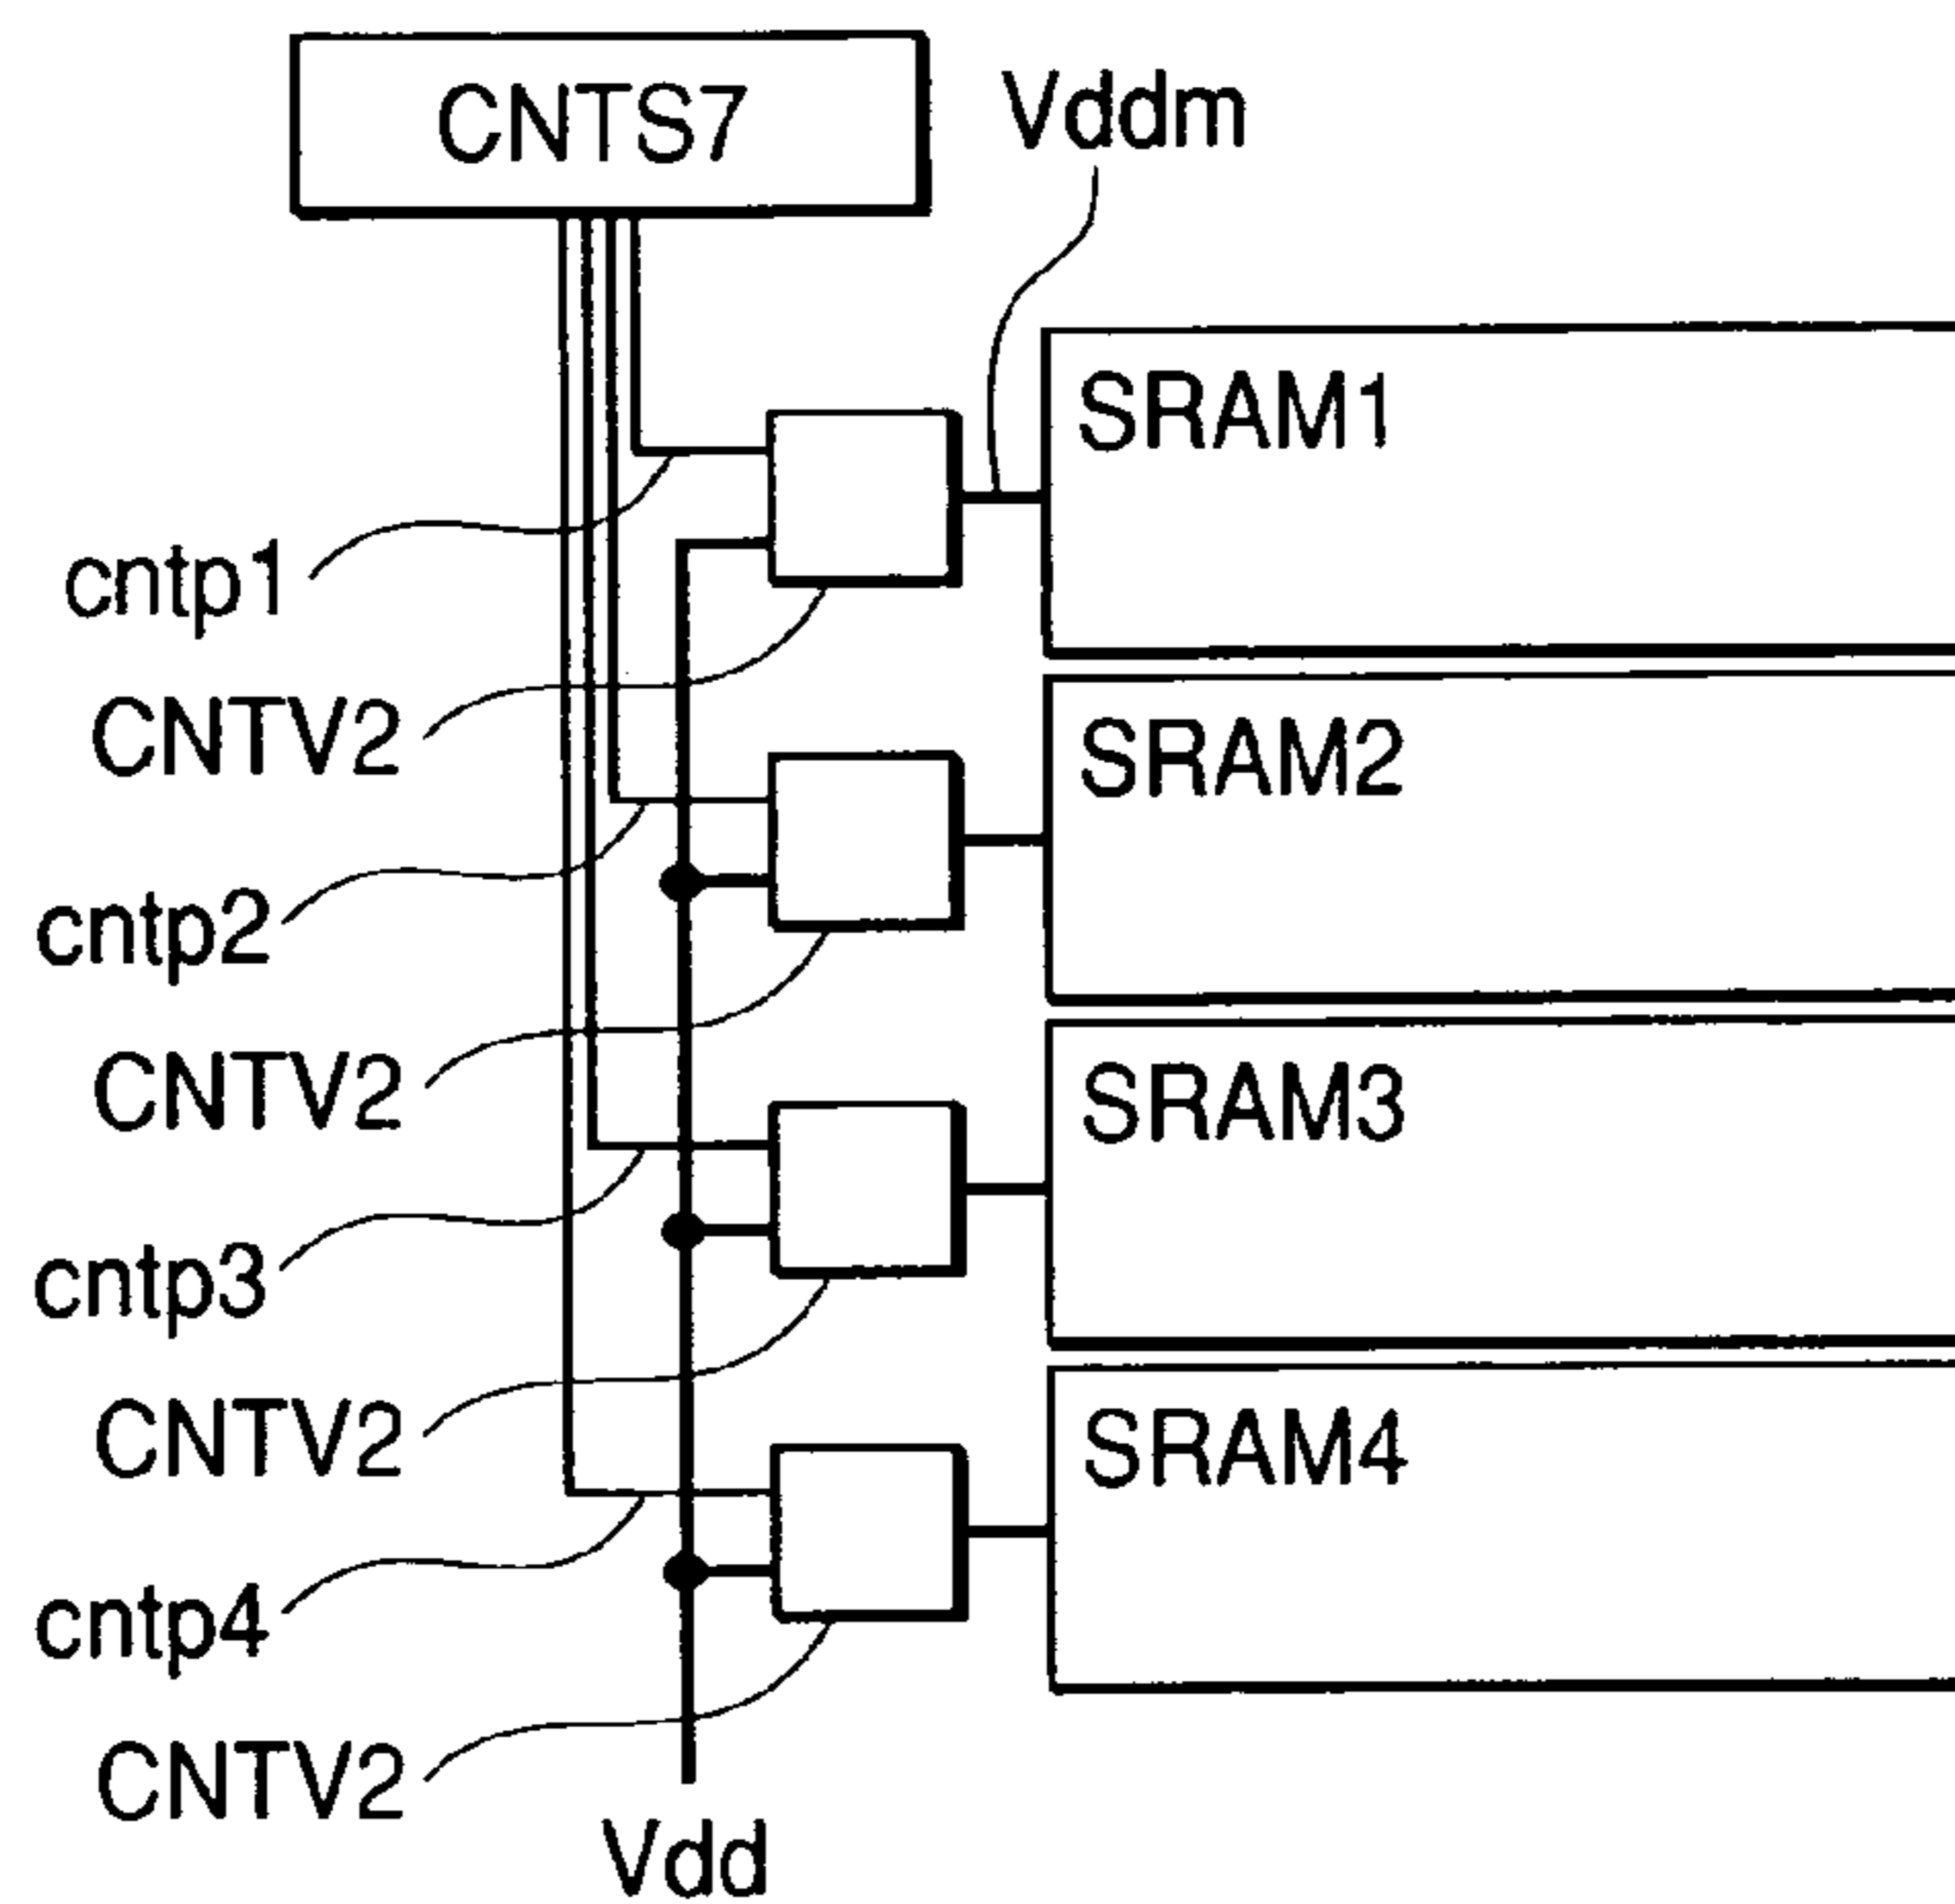 CNTS7
Vddm
SRAM1
cntp1
CNTV2
SRAM2
cntp2
CNTV2
SRAM3
cntp3
CNTV2
SRAM4
cntp4
CNTV2
Vdd